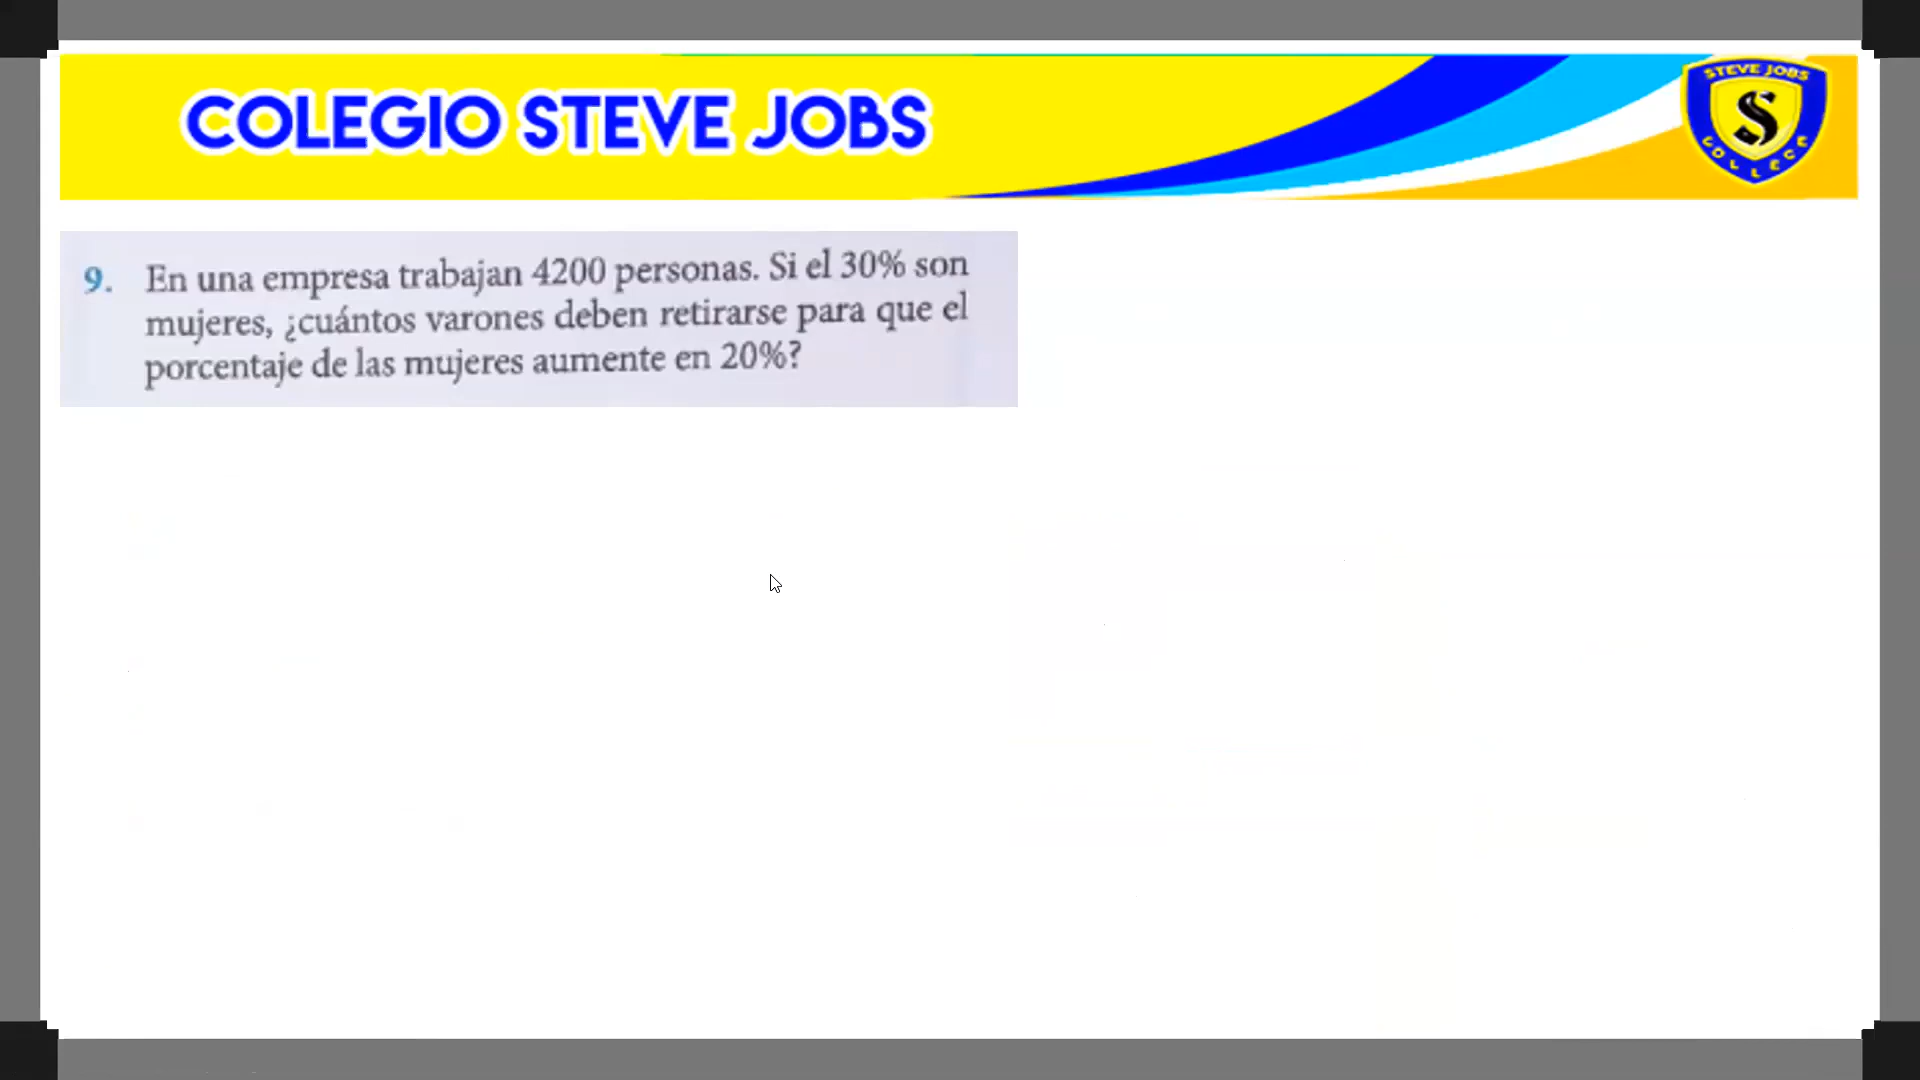 COLEGIO STEVE JOBS
STEVE JOBS
S
COLLEGE
9. En una empresa trabajan 4200 personas. Si el 30% son
mujeres, ¿cuántos varones deben retirarse para que el
porcentaje de las mujeres aumente en 20%?